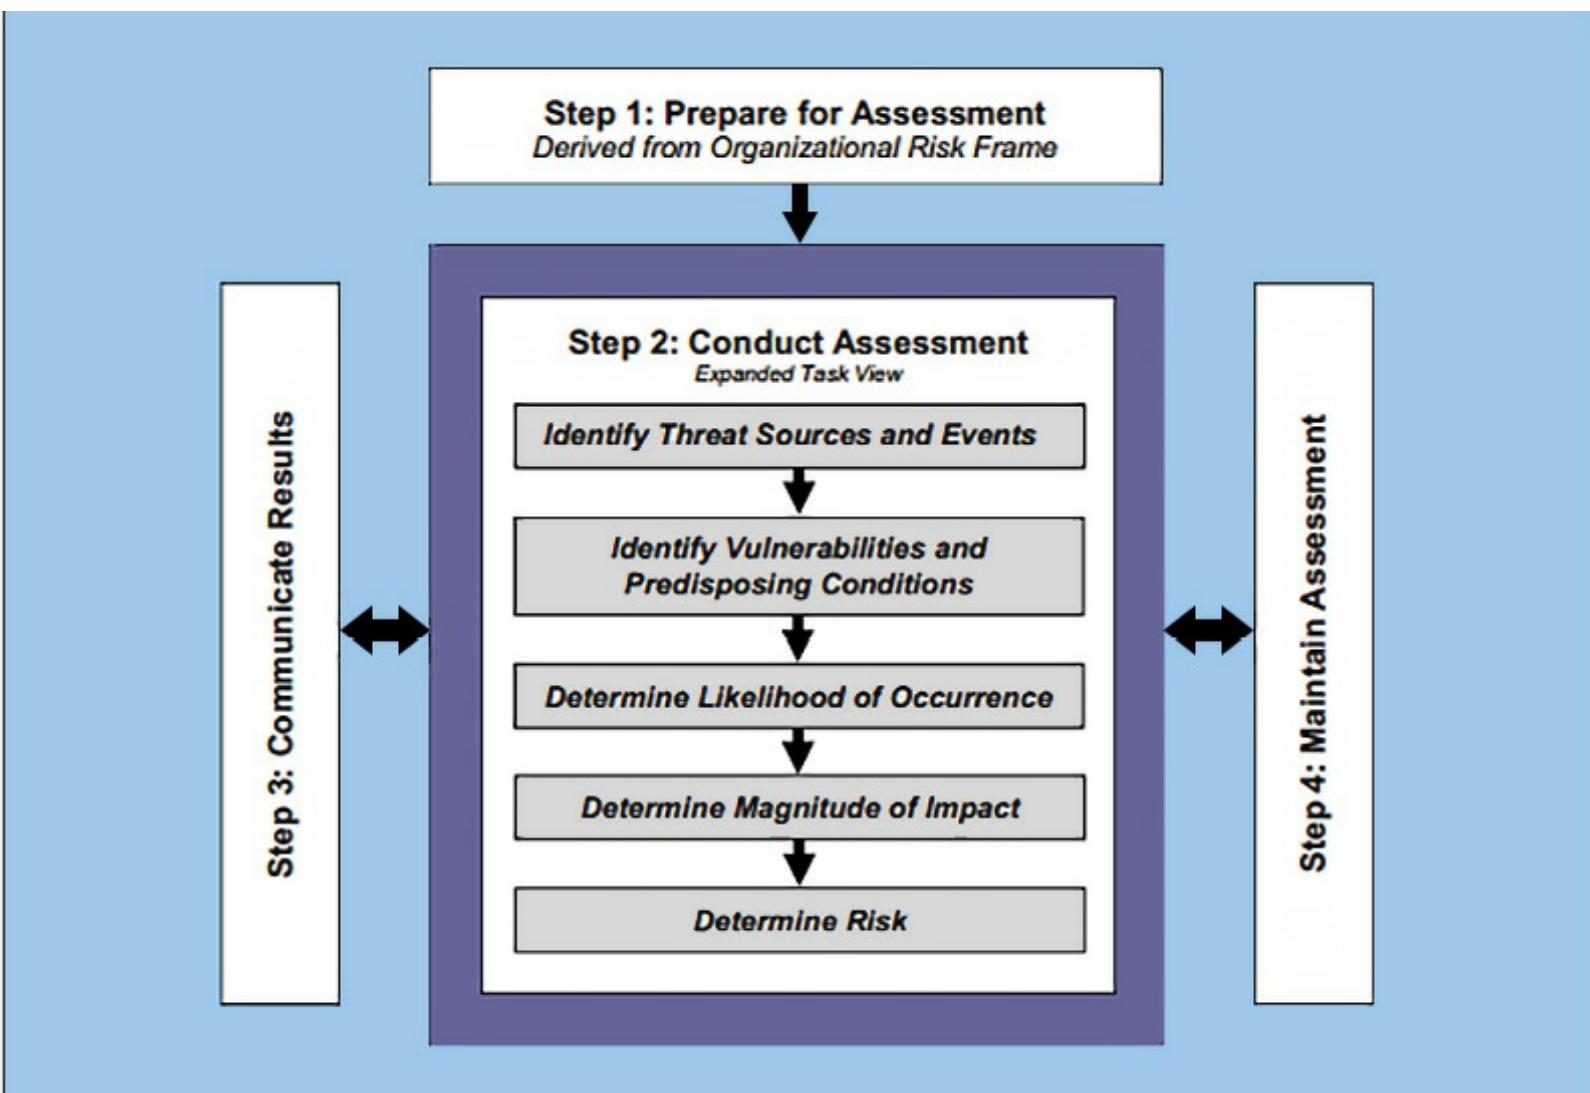 Step 1: Prepare for Assessment
Derived from Organizational Risk Frame
Step 2: Conduct Assessment
Expanded Task View
Identify Threat Sources and Events
Identify Vulnerabilities and
Predisposing Conditions
Determine Likelihood of Occurrence
Determine Magnitude of Impact
Determine Risk
Step 3: Communicate Results
Step 4: Maintain Assessment